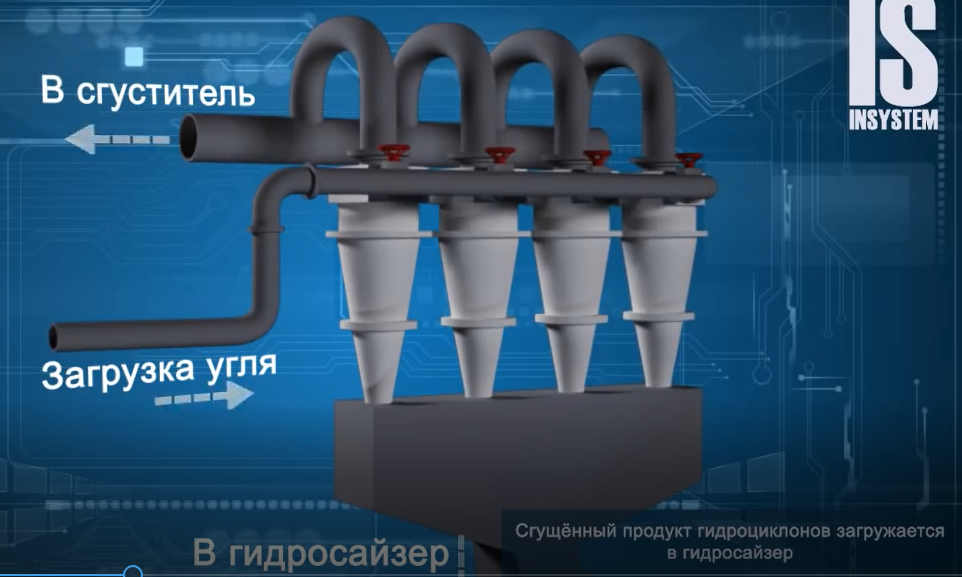 IS
INSYSTEM
В сгуститель
Загрузка угля
В гидросайзер
Сгущённый продукт гидроциклонов загружается
в гидросайзер